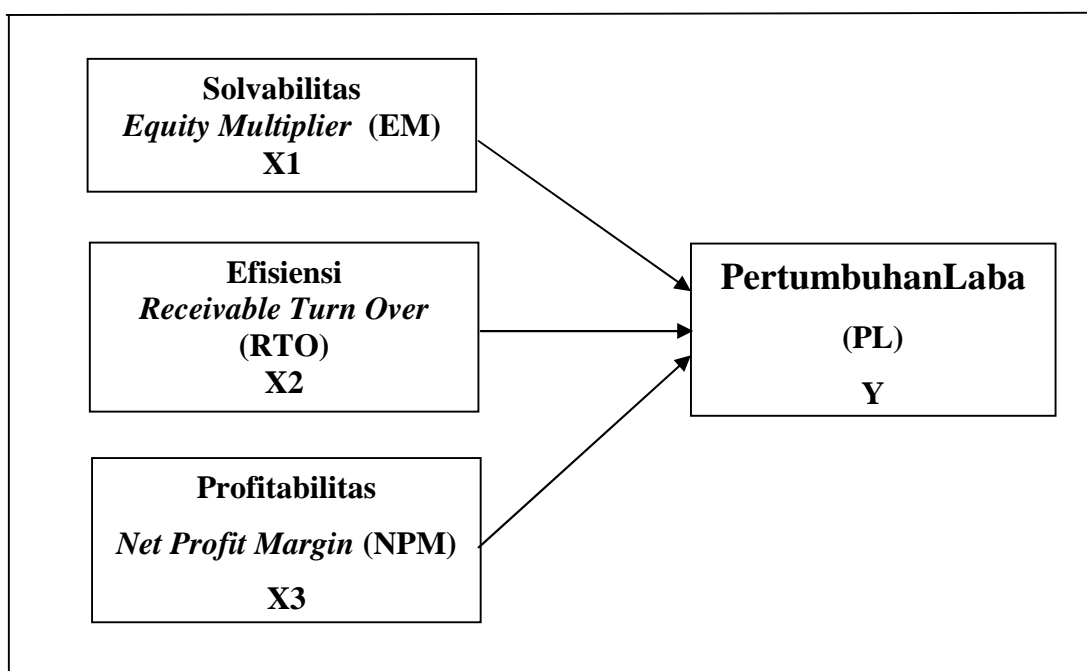 Solvabilitas
Equity Multiplier (EM)
X1
Efisiensi
Receivable Turn Over
(RTO)
X2
Profitabilitas
Net Profit Margin (NPM)
X3
PertumbuhanLaba
(PL)
Y